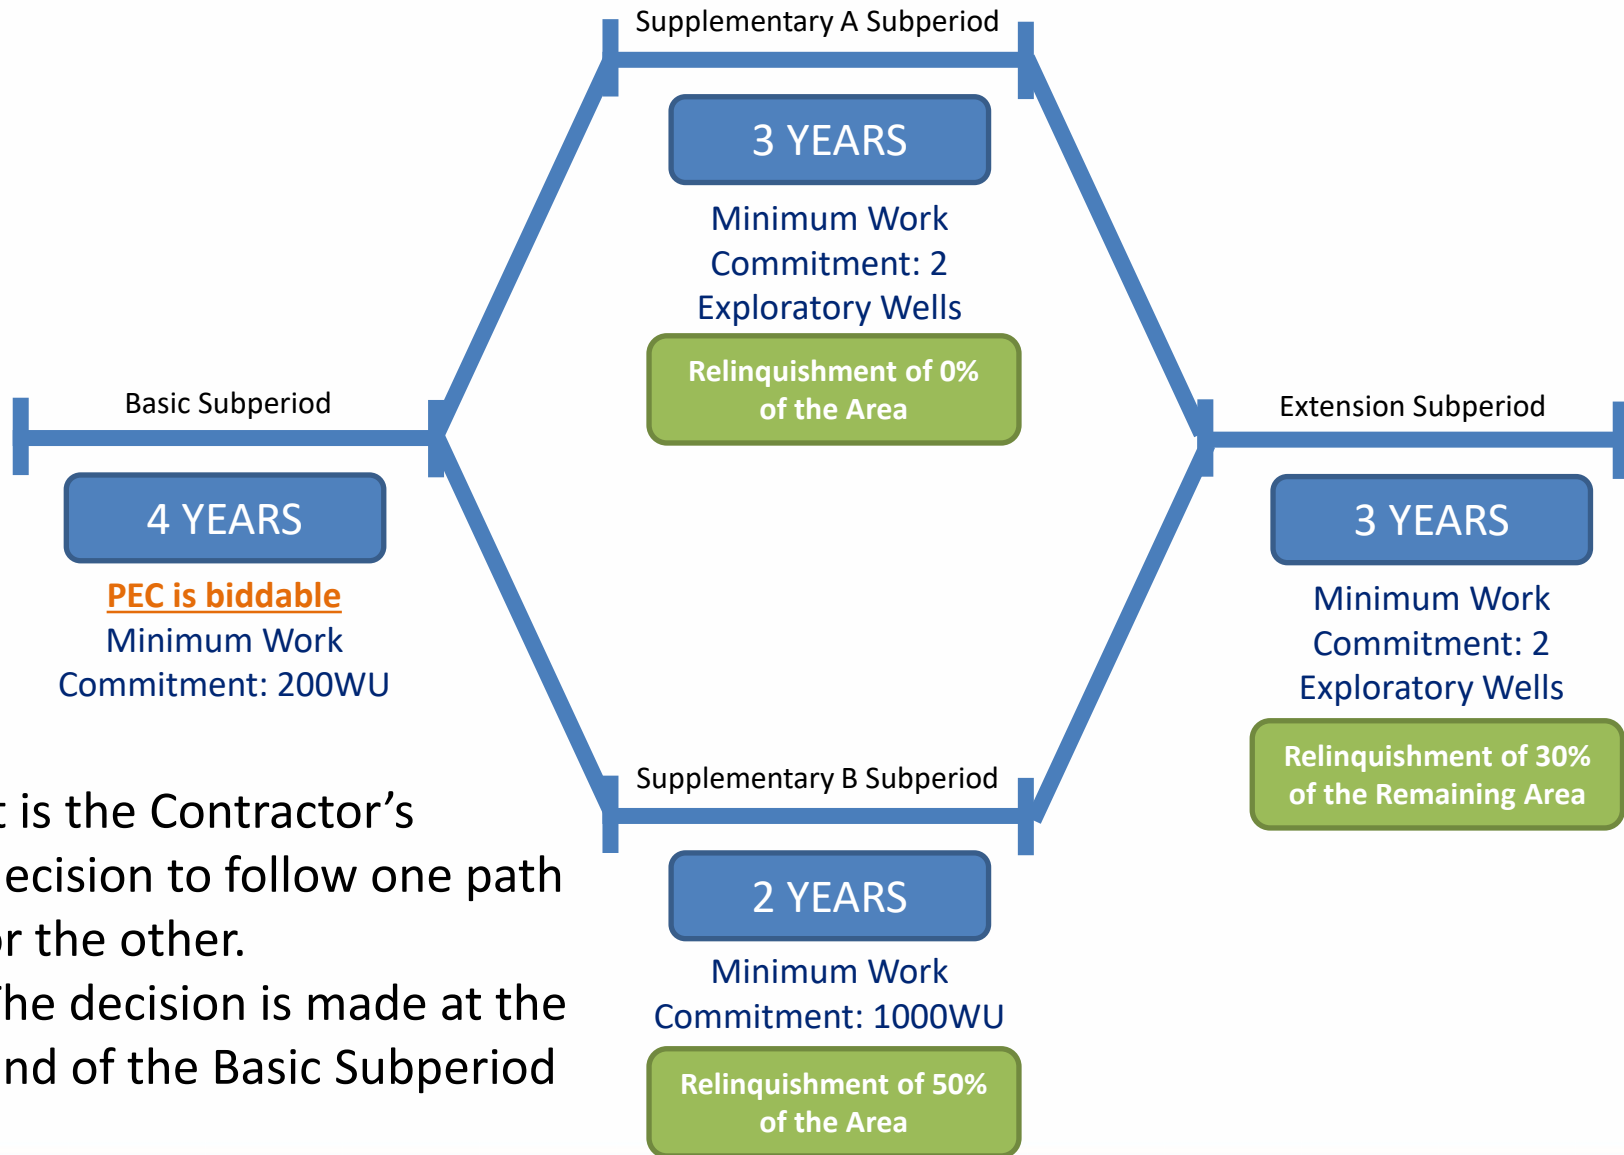 Supplementary A Subperiod
3 YEARS
Minimum Work
Commitment: 2
Exploratory Wells
Relinquishment of 0%
of the Area
Basic Subperiod
4 YEARS
PEC is biddable
Minimum Work
Commitment: 200WU
Extension Subperiod
3 YEARS
Minimum Work
Commitment: 2
Exploratory Wells
Relinquishment of 30%
of the Remaining Area
Supplementary B Subperiod
2 YEARS
Minimum Work
Commitment: 1000WU
Relinquishment of 50%
of the Area
t is the Contractor’s
ecision to follow one path
or the other.
The decision is made at the
nd of the Basic Subperiod